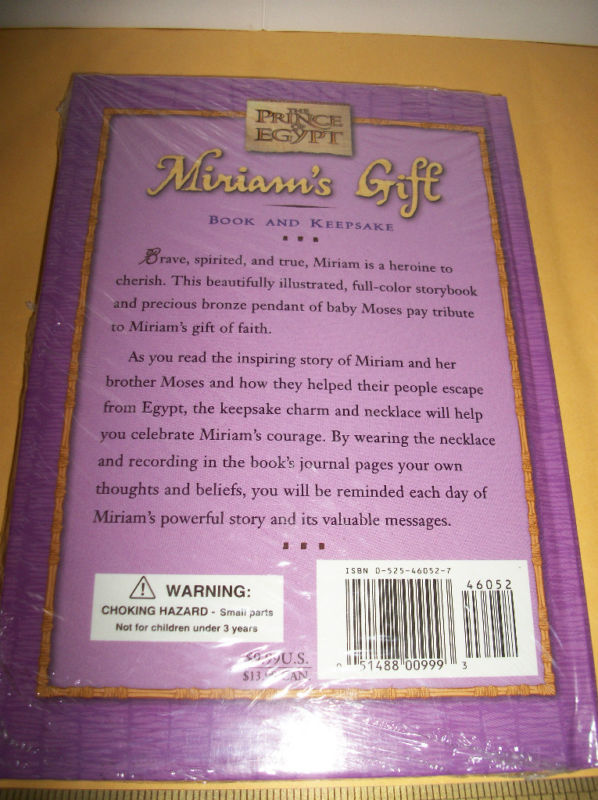 THE
PRINCE
OF
EGYPT
Miriam's Gift
BOOK AND KEEPSAKE
Brave, spirited, and true, Miriam is a heroine to
cherish. This beautifully illustrated, full-color storybook
and precious bronze pendant of baby Moses pay tribute
to Miriam's gift of faith.
As you read the inspiring story of Miriam and her
brother Moses and how they helped their people escape
from Egypt, the keepsake charm and necklace will help
you celebrate Miriam's courage. By wearing the necklace
and recording in the book's journal pages your own
thoughts and beliefs, you will be reminded each day of
Miriam's powerful story and its valuable messages.
WARNING:
CHOKING HAZARD - Small parts
Not for children under 3 years
ISBN 0-525-46052-7
46052
51488 00999 3
$9.99 U.S.
CAN.